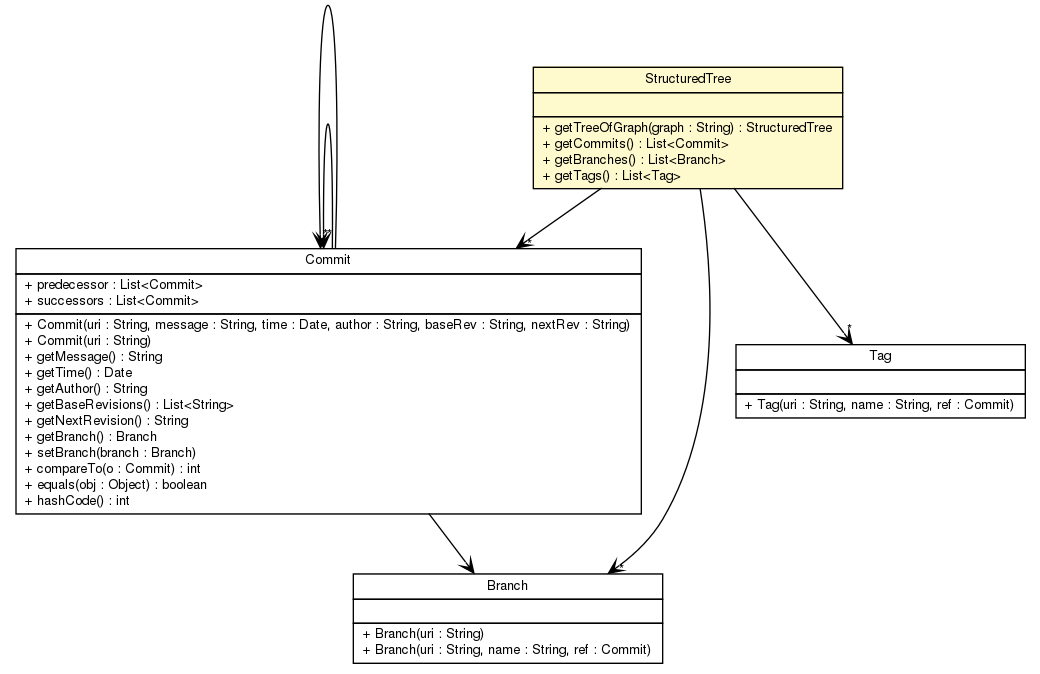 StructuredTree
+ getTreeOfGraph(graph : String) : StructuredTree
+ getCommits() : List<Commit>
+ getBranches() : List<Branch>
+ getTags() : List<Tag>
*
*
*
Commit
+ predecessor : List<Commit>
+ successors : List<Commit>
+ Commit(uri : String, message : String, time : Date, author : String, baseRev : String, nextRev : String)
+ Commit(uri : String)
+ getMessage() : String
+ getTime() : Date
+ getAuthor() : String
+ getBaseRevisions() : List<String>
+ getNextRevision() : String
+ getBranch() : Branch
+ setBranch(branch : Branch)
+ compareTo(o : Commit) : int
+ equals(obj : Object) : boolean
+ hashCode() : int
*
Tag
+ Tag(uri : String, name : String, ref : Commit)
*
Branch
+ Branch(uri : String)
+ Branch(uri : String, name : String, ref : Commit)